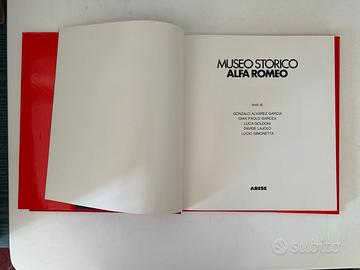 MUSEO STORICO
ALFA ROMEO
testi di
GONZALO ALVAREZ GARCIA
GIAN PAOLO GARCEA
LUCA GOLDONI
DAVIDE LAJOLO
LUCIO SIMONETTA
ARESE
subito